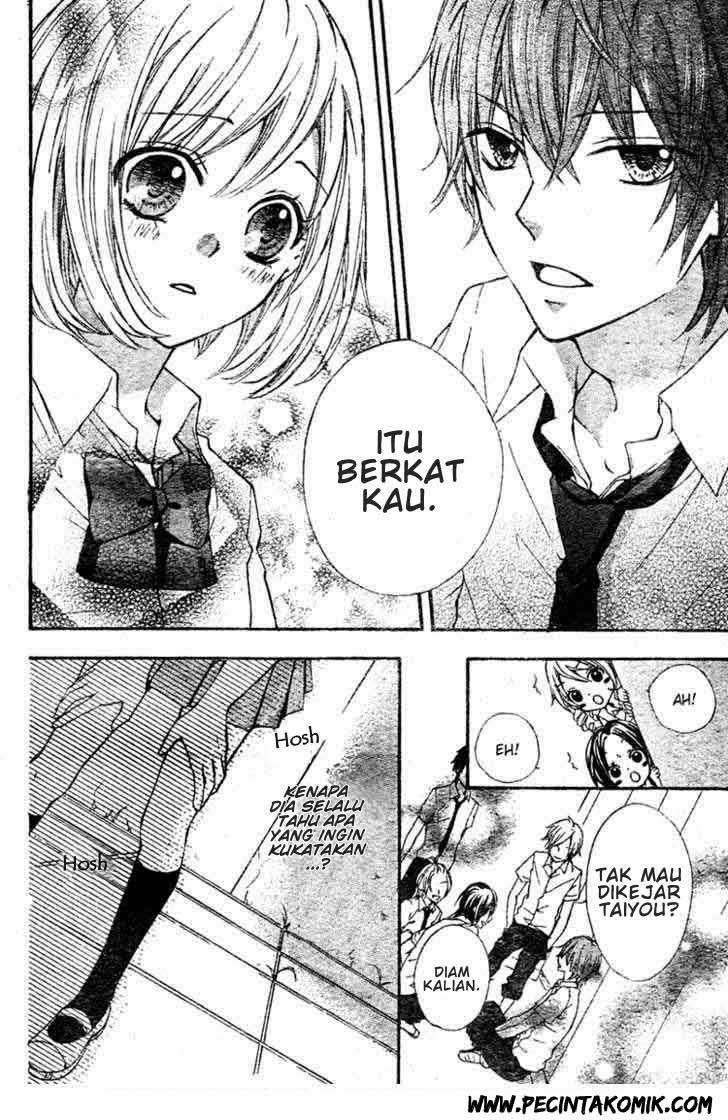 ITU
BERKAT
KAU.
AH!
EH!
TAK MAU
DIKEJAR
TAIYOU?
DIAM
KALIAN.
Hosh
KENAPA
DIA SELALU
TAHU APA
YANG INGIN
KUKATAKAN
...?
Hosh
WWW.PECINTAKOMIK.COM